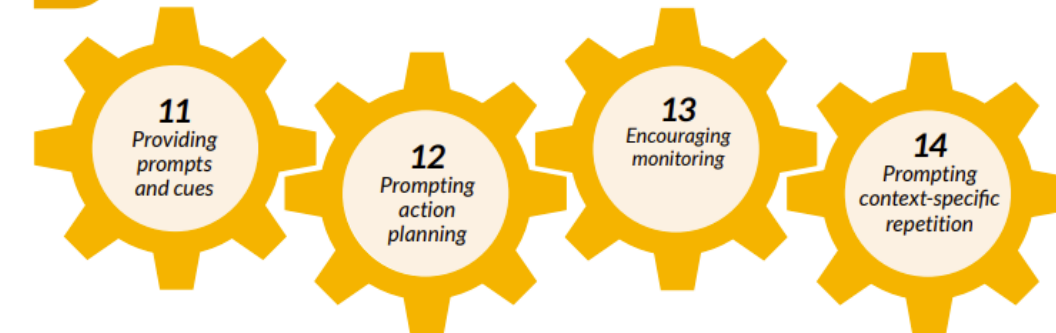 11
Providing
prompts
and cues
12
Prompting
action
planning
13
Encouraging
monitoring
14
Prompting
context-specific
repetition